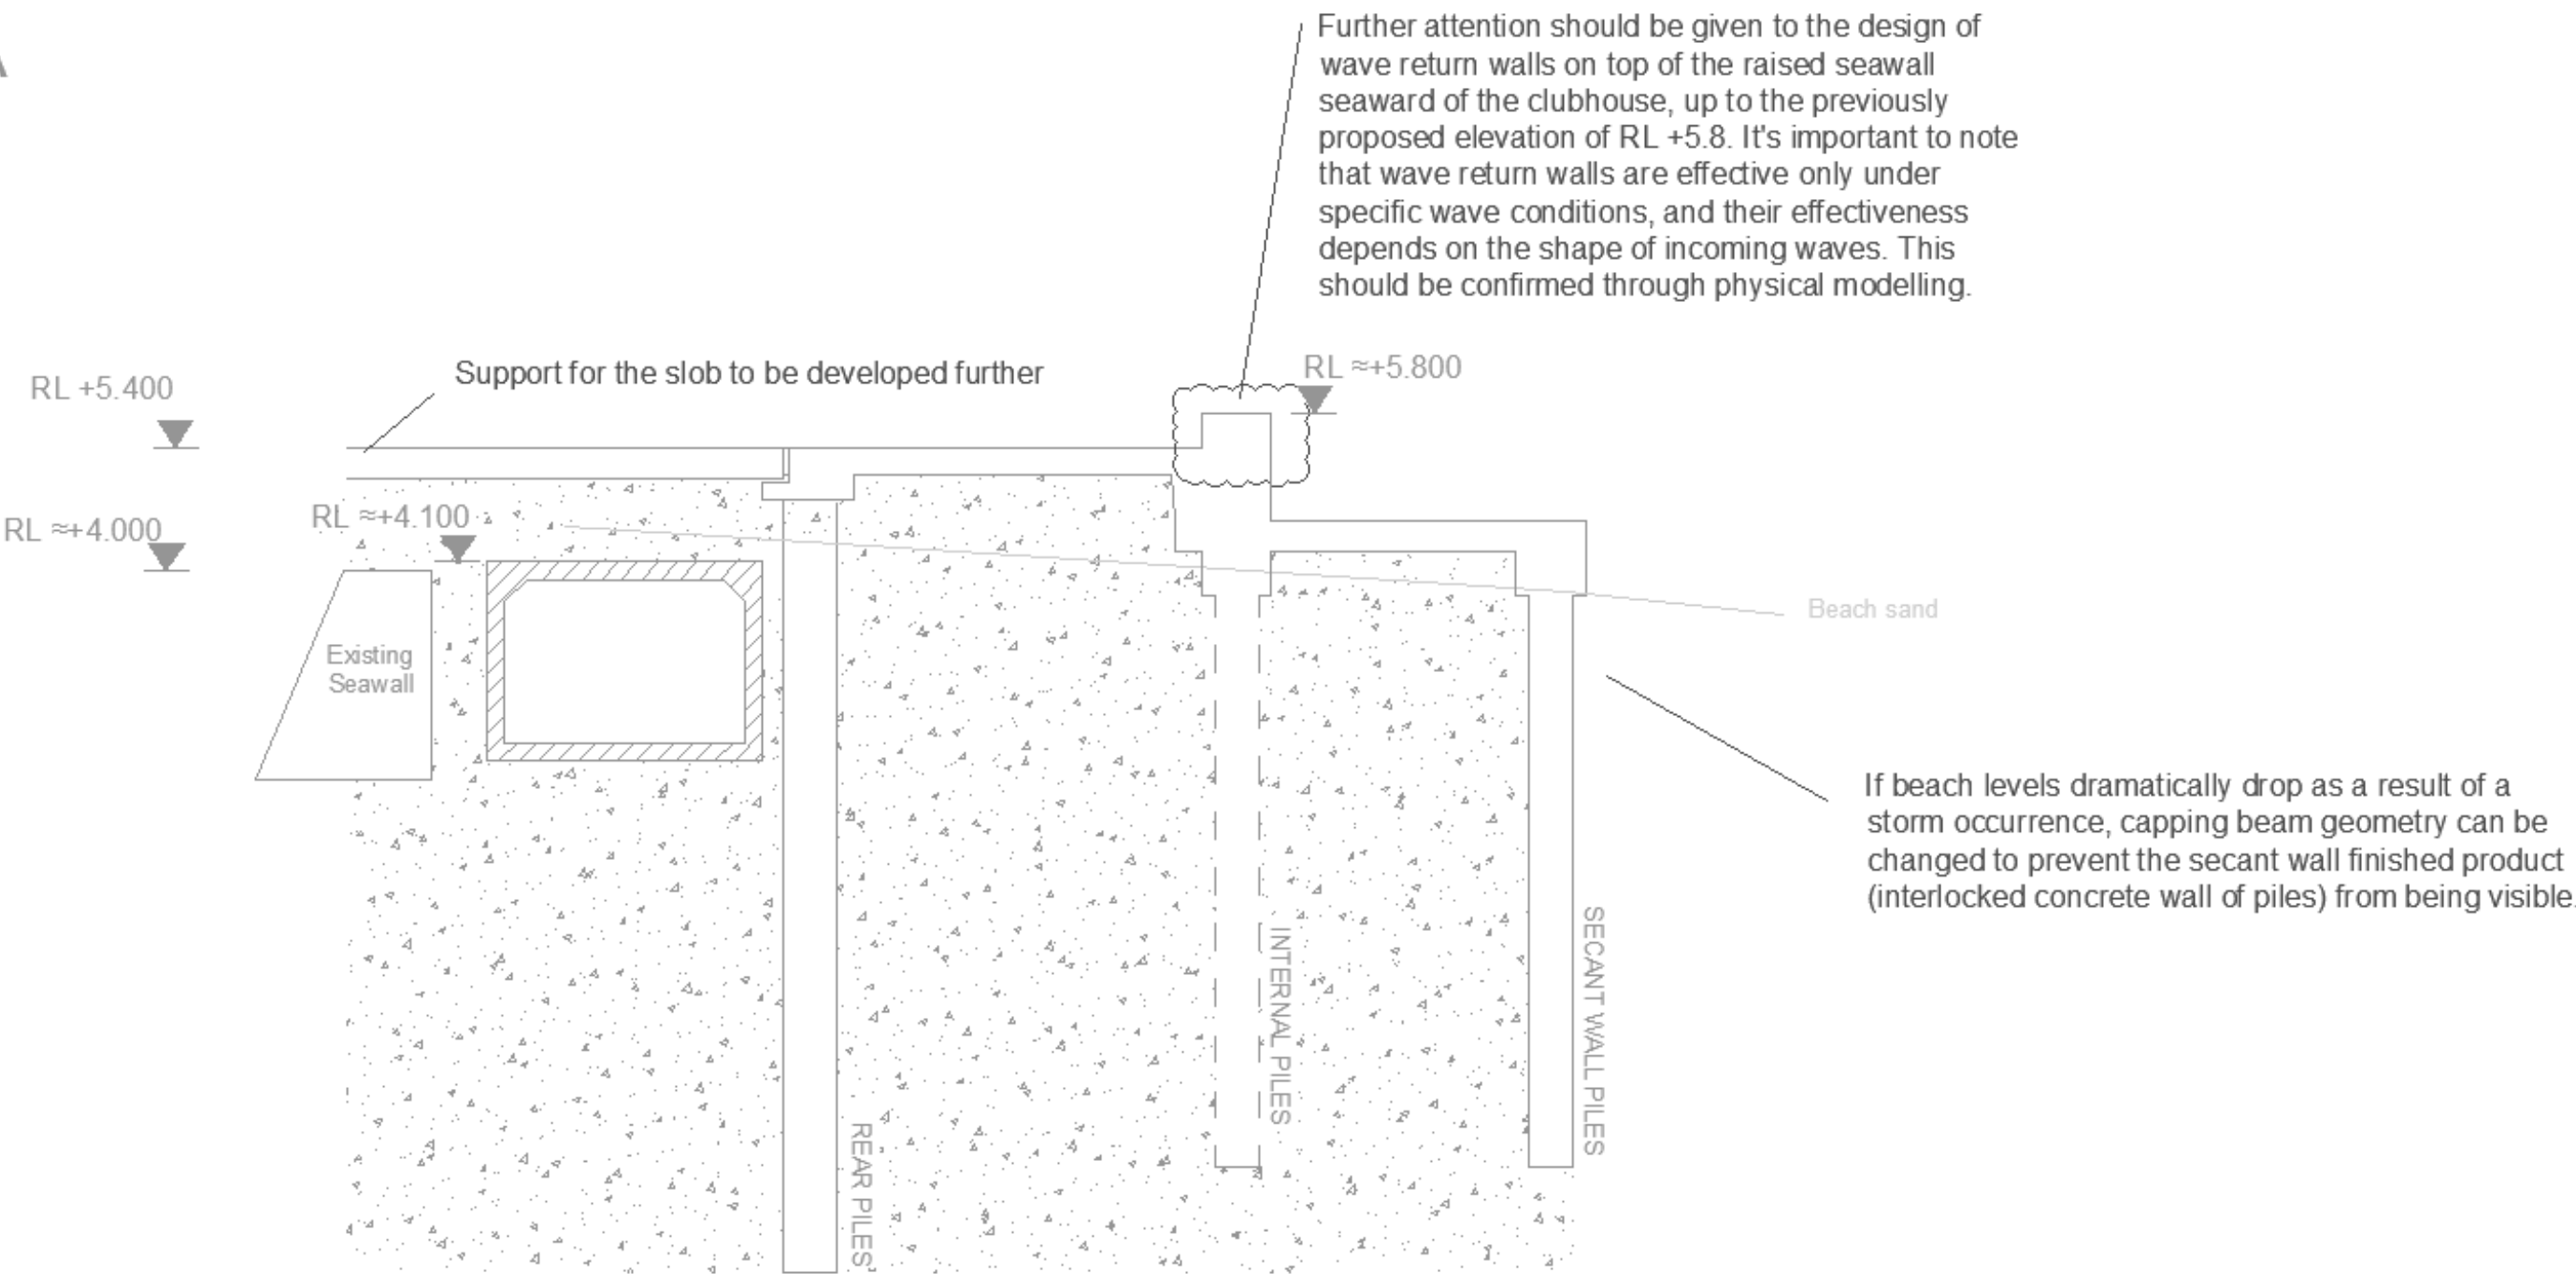 Further attention should be given to the design of
wave return walls on top of the raised seawall
seaward of the clubhouse, up to the previously
proposed elevation of RL +5.8. It's important to note
that wave return walls are effective only under
specific wave conditions, and their effectiveness
depends on the shape of incoming waves. This
should be confirmed through physical modelling.
RL ≈+5.800
Support for the slob to be developed further
RL +5.400
RL ≈+4.100
RL ≈+4.000
Beach sand
Existing
Seawall
If beach levels dramatically drop as a result of a
storm occurrence, capping beam geometry can be
changed to prevent the secant wall finished product
(interlocked concrete wall of piles) from being visible.
REAR PILES
INTERNAL PILES
SECANT WALL PILES